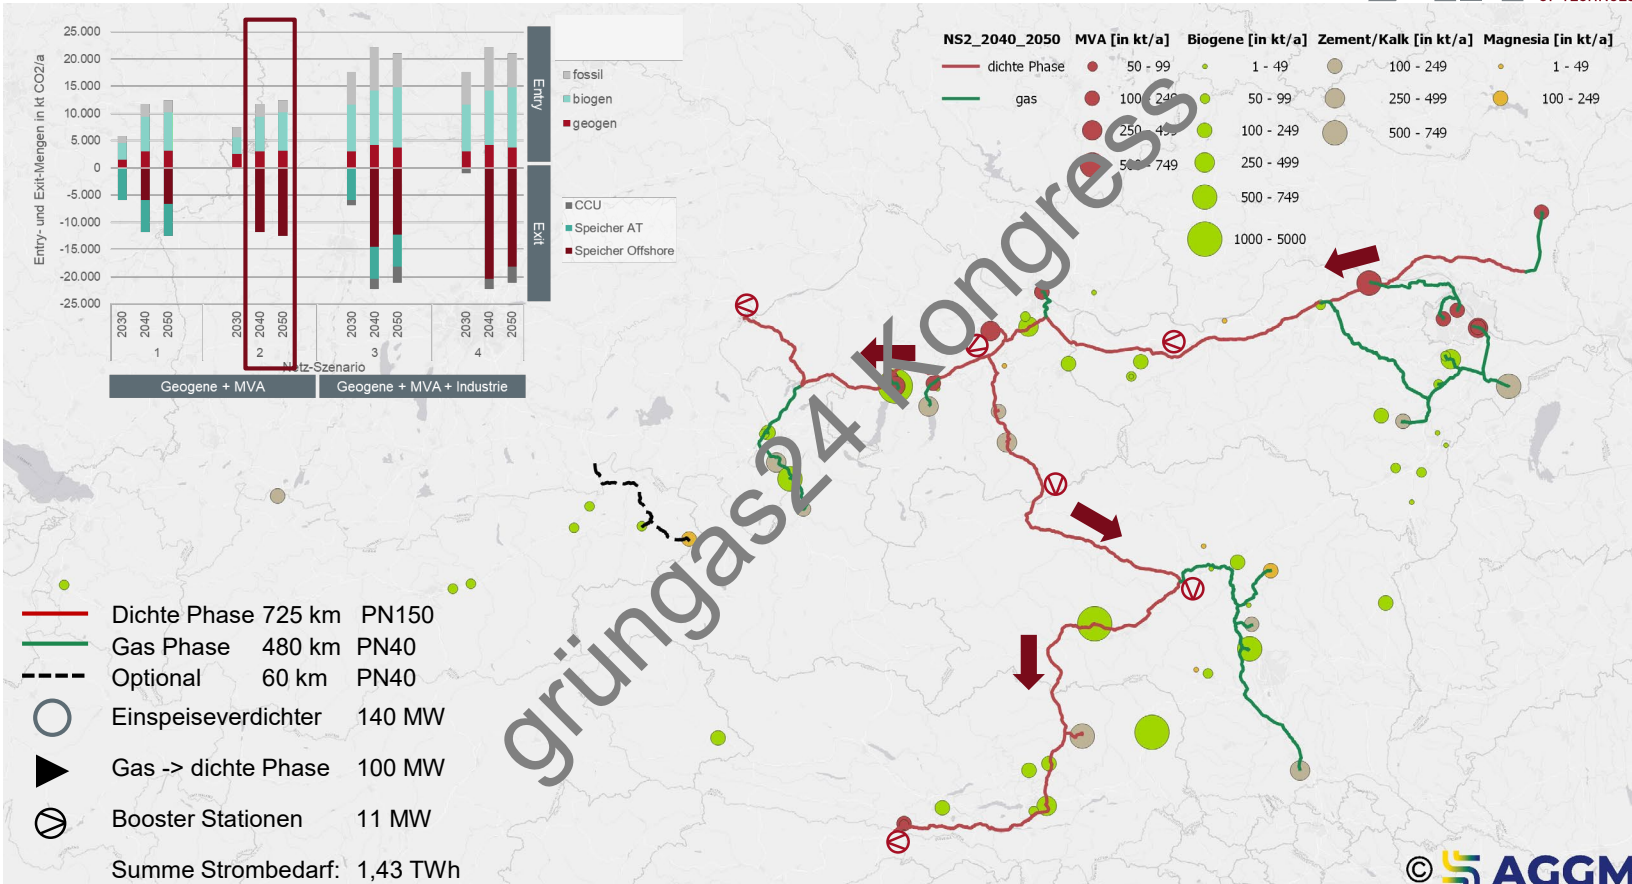 25.000
20.000
15.000
10.000
5.000
0
-5.000
-10.000
-15.000
-20.000
-25.000
Entry- und Exit-Mengen in kt CO2/a
2030 2040 2050 2030 2040 2050 2030 2040 2050 2030 2040 2050
1 2 3 4
Netz-Szenario
Geogene + MVA Geogene + MVA + Industrie
Entry
Exit
fossil
biogen
geogen
CCU
Speicher AT
Speicher Offshore
NS2_2040_2050 MVA [in kt/a] Biogene [in kt/a] Zement/Kalk [in kt/a] Magnesia [in kt/a]
dichte Phase 50 - 99 1 - 49 100 - 249 1 - 49
gas 100 - 249 50 - 99 250 - 499 100 - 249
250 - 499 100 - 249 500 - 749
500 - 749 250 - 499
500 - 749
1000 - 5000
grüngas24 Kongress
Dichte Phase 725 km PN150
Gas Phase 480 km PN40
Optional 60 km PN40
Einspeiseverdichter 140 MW
Gas -> dichte Phase 100 MW
Booster Stationen 11 MW
Summe Strombedarf: 1,43 TWh
© AGGM